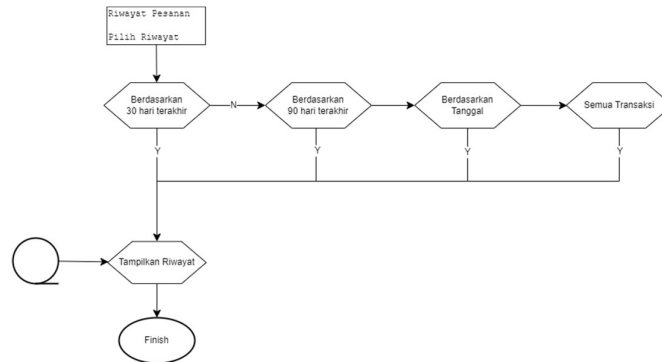 Riwayat Pesanan
Pilih Riwayat
Berdasarkan
30 hari terakhir
N
Berdasarkan
90 hari terakhir
Berdasarkan
Tanggal
Semua Transaksi
Y
Y
Y
Y
Tampilkan Riwayat
Finish